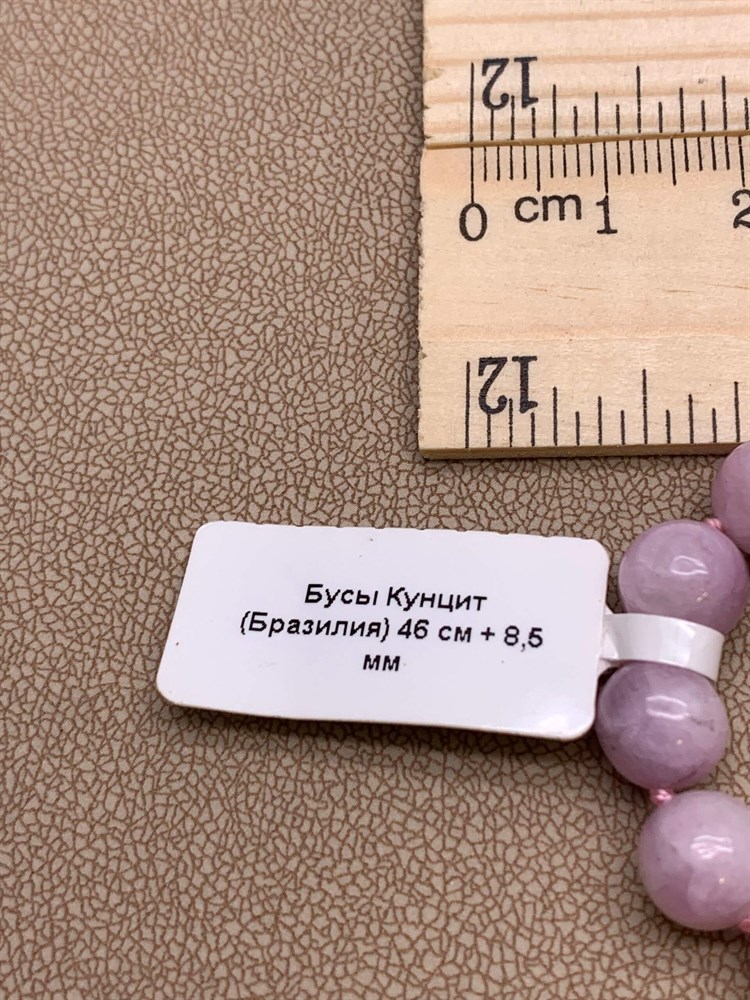 12
0 cm 1 2
12
Бусы Кунцит
(Бразилия) 46 см + 8,5
мм